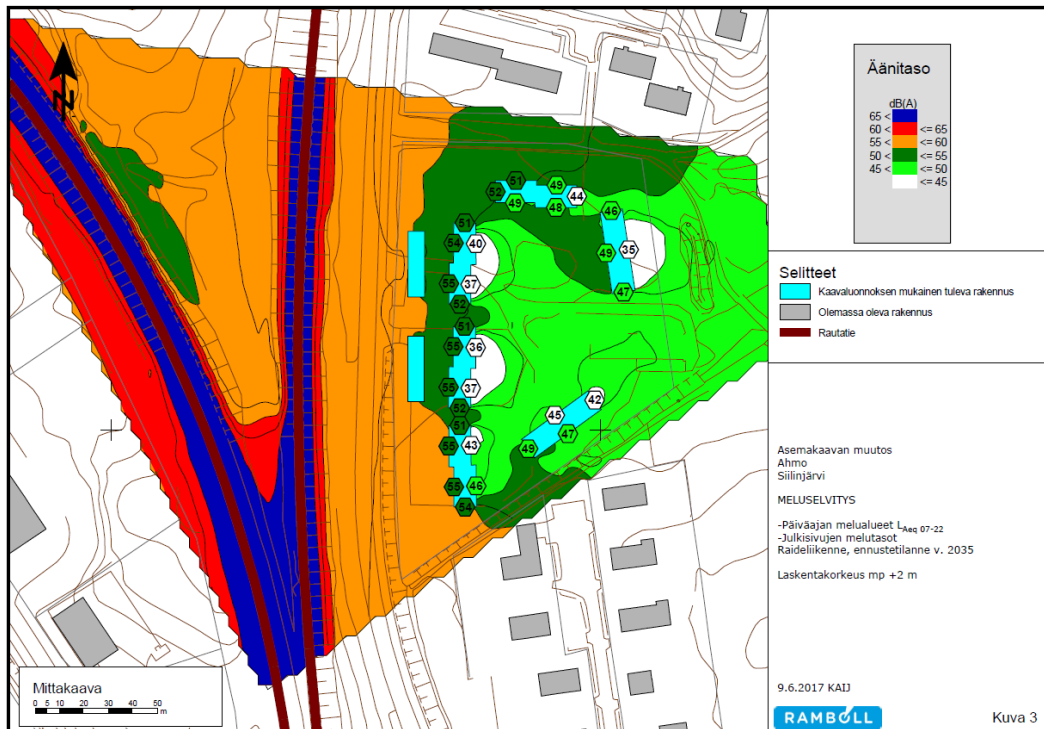 N
51
52
49
49
48
44
46
49
35
47
51
54
40
55
37
52
51
55
36
55
37
52
51
55
43
55
46
54
42
45
47
49
Mittakaava
0 5 10 20 30 40 50
m
Äänitaso
dB(A)
65 <
60 < <= 65
55 < <= 60
50 < <= 55
45 < <= 50
<= 45
Selitteet
Kaavaluonnoksen mukainen tuleva rakennus
Olemassa oleva rakennus
Rautatie
Asemakaavan muutos
Ahmo
Siilinjärvi
MELUSELVITYS
-Päiväajan melualueet LAeq 07-22
-Julkisivujen melutasot
Raideliikenne, ennustetilanne v. 2035
Laskentakorkeus mp +2 m
9.6.2017 KAIJ
RAMBOLL
Kuva 3